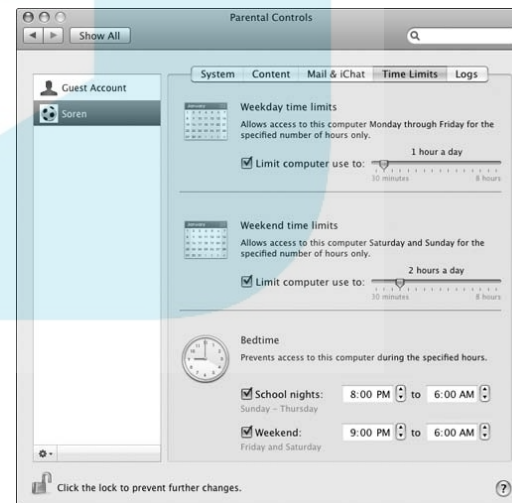 Parental Controls
Show All
System Content Mail & iChat Time Limits Logs
Guest Account
Soren
Weekday time limits
Allows access to this computer Monday through Friday for the
specified number of hours only.
1 hour a day
Limit computer use to:
30 minutes 8 hours
Weekend time limits
Allows access to this computer Saturday and Sunday for the
specified number of hours only.
2 hours a day
Limit computer use to:
30 minutes 8 hours
Bedtime
Prevents access to this computer during the specified hours.
School nights: 8:00 PM to 6:00 AM
Sunday – Thursday
Weekend: 9:00 PM to 6:00 AM
Friday and Saturday
Click the lock to prevent further changes.
?